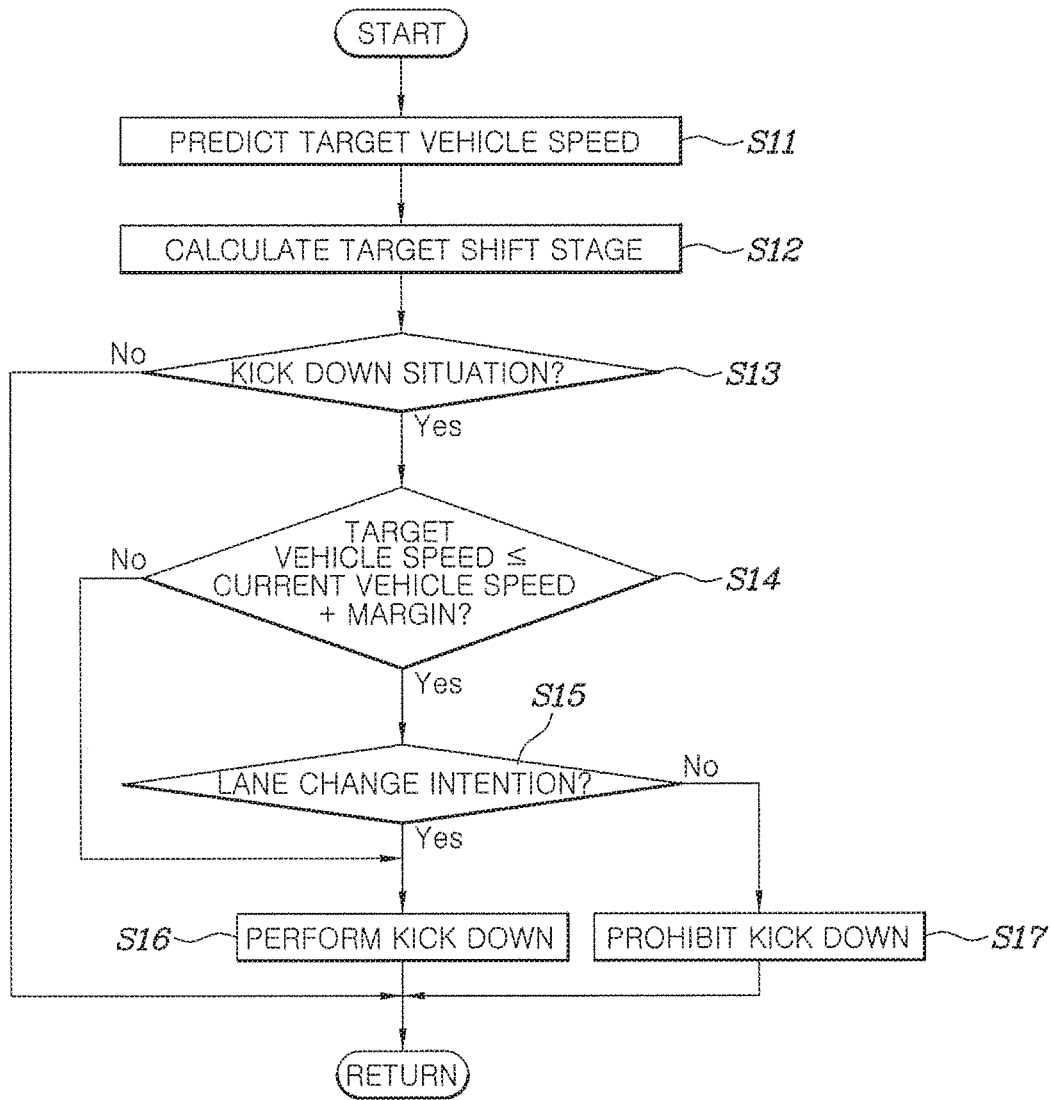 START
PREDICT TARGET VEHICLE SPEED
S11
CALCULATE TARGET SHIFT STAGE
S12
No
KICK DOWN SITUATION?
S13
Yes
No
TARGET
VEHICLE SPEED ≦
CURRENT VEHICLE SPEED
+ MARGIN?
S14
Yes
S15
LANE CHANGE INTENTION?
No
Yes
S16
PERFORM KICK DOWN
PROHIBIT KICK DOWN
S17
RETURN